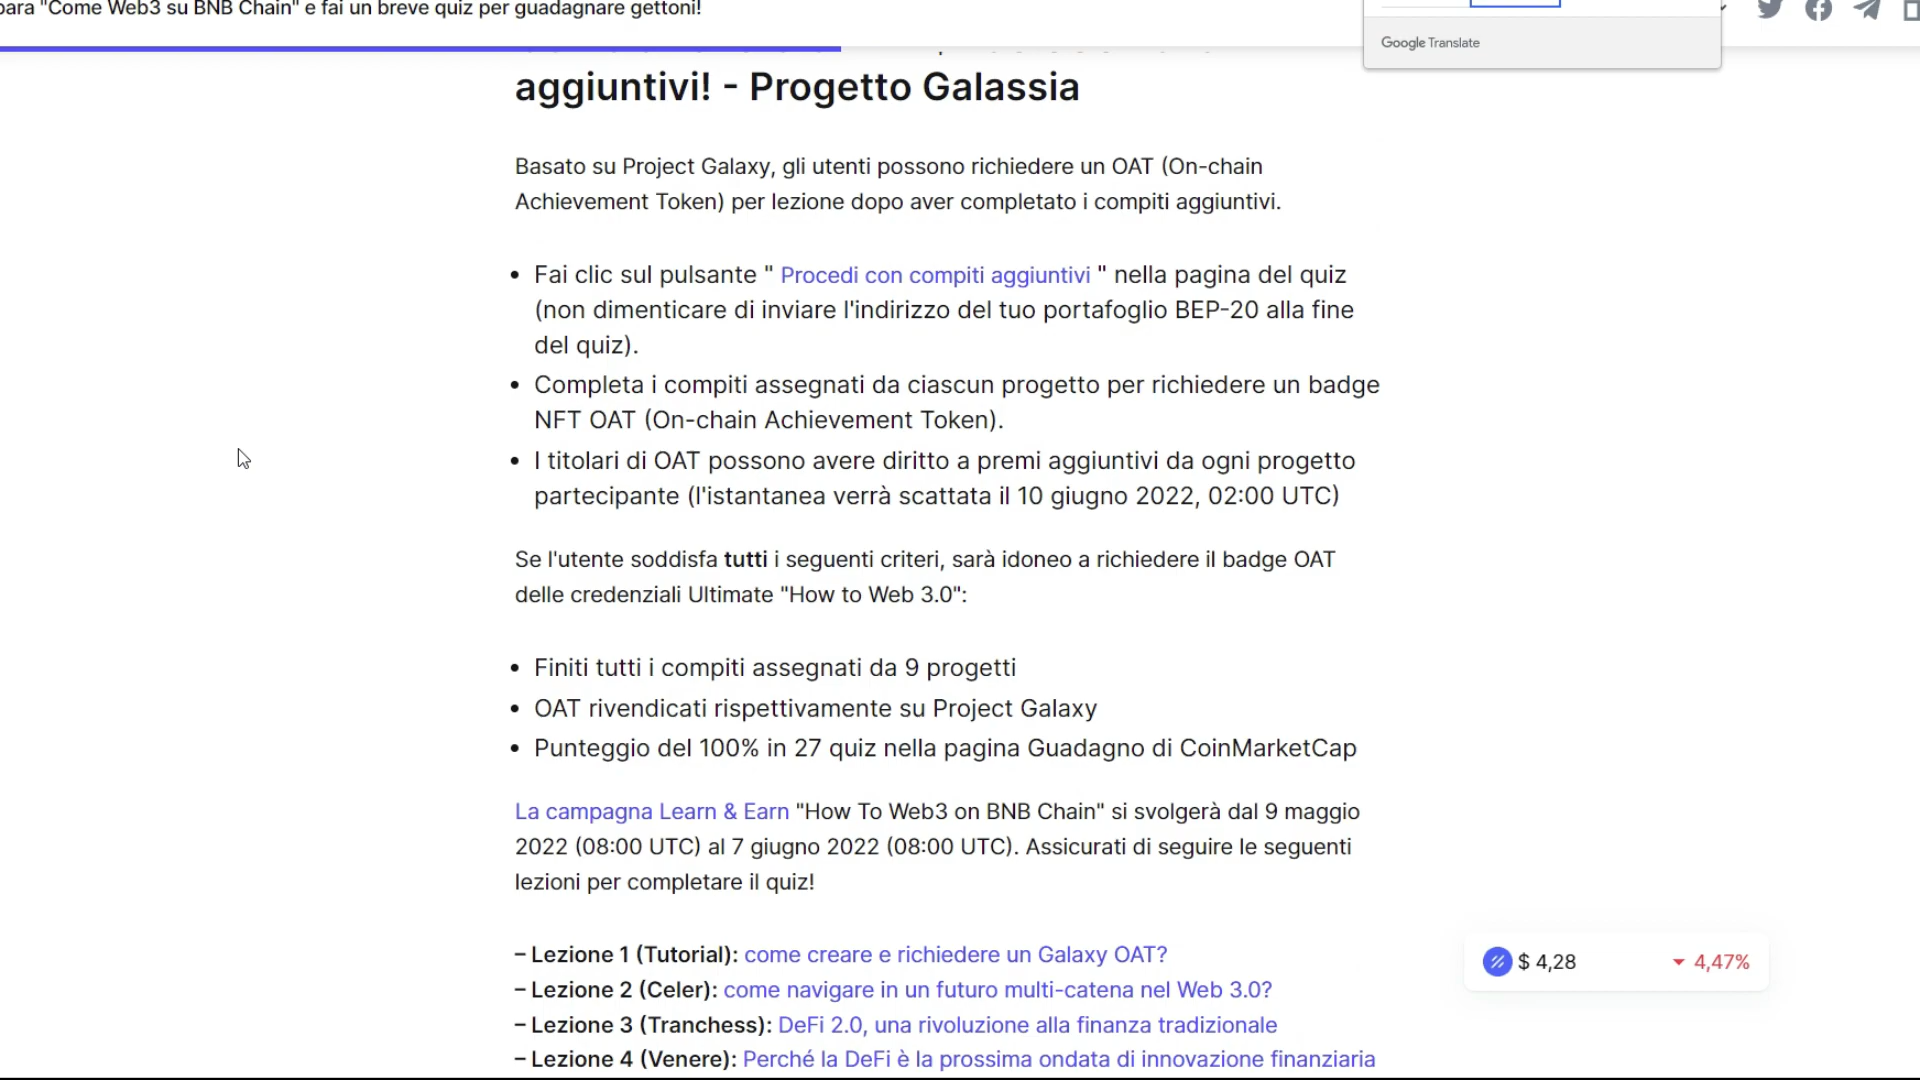 para "Come Web3 su BNB Chain" e fai un breve quiz per guadagnare gettoni!
Google Translate
aggiuntivi! - Progetto Galassia
Basato su Project Galaxy, gli utenti possono richiedere un OAT (On-chain
Achievement Token) per lezione dopo aver completato i compiti aggiuntivi.
• Fai clic sul pulsante " Procedi con compiti aggiuntivi " nella pagina del quiz
(non dimenticare di inviare l'indirizzo del tuo portafoglio BEP-20 alla fine
del quiz).
• Completa i compiti assegnati da ciascun progetto per richiedere un badge
NFT OAT (On-chain Achievement Token).
• I titolari di OAT possono avere diritto a premi aggiuntivi da ogni progetto
partecipante (l'istantanea verrà scattata il 10 giugno 2022, 02:00 UTC)
Se l'utente soddisfa tutti i seguenti criteri, sarà idoneo a richiedere il badge OAT
delle credenziali Ultimate "How to Web 3.0":
• Finiti tutti i compiti assegnati da 9 progetti
• OAT rivendicati rispettivamente su Project Galaxy
• Punteggio del 100% in 27 quiz nella pagina Guadagno di CoinMarketCap
La campagna Learn & Earn "How To Web3 on BNB Chain" si svolgerà dal 9 maggio
2022 (08:00 UTC) al 7 giugno 2022 (08:00 UTC). Assicurati di seguire le seguenti
lezioni per completare il quiz!
– Lezione 1 (Tutorial): come creare e richiedere un Galaxy OAT?
– Lezione 2 (Celer): come navigare in un futuro multi-catena nel Web 3.0?
– Lezione 3 (Tranchess): DeFi 2.0, una rivoluzione alla finanza tradizionale
– Lezione 4 (Venere): Perché la DeFi è la prossima ondata di innovazione finanziaria
$ 4,28 4,47%